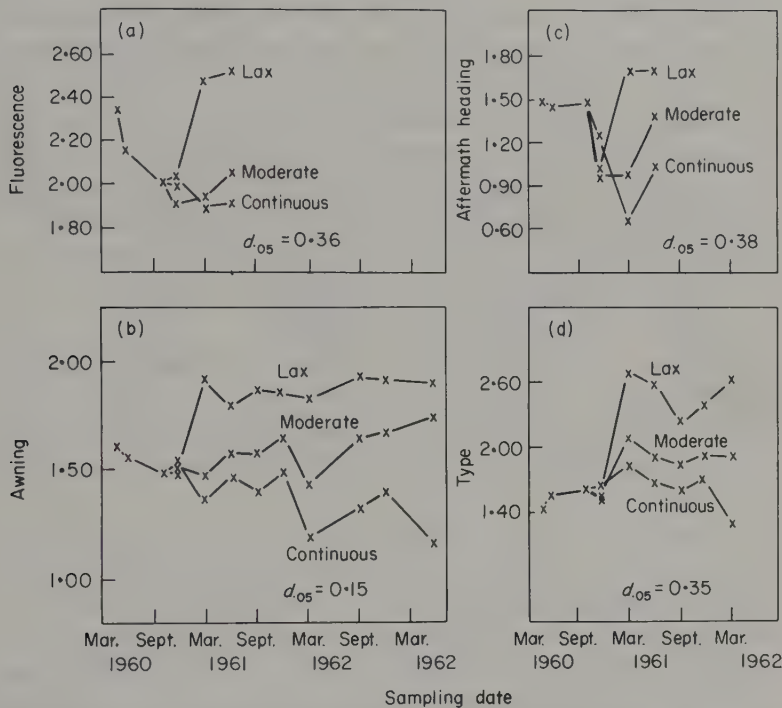 (a)
Fluorescence
2·60
2·40
2·20
2·00
1·80
Lax
Moderate
Continuous
d.05 = 0·36
(c)
Aftermath heading
1·80
1·50
1·20
0·90
0·60
Lax
Moderate
Continuous
d.05 = 0·38
(b)
Awning
2·00
1·50
1·00
Lax
Moderate
Continuous
d.05 = 0·15
Mar. Sept. Mar. Sept. Mar. Sept. Mar.
1960 1961 1962 1962
(d)
Type
2·60
2·00
1·40
Lax
Moderate
Continuous
d.05 = 0·35
Mar. Sept. Mar. Sept. Mar.
1960 1961 1962
Sampling date